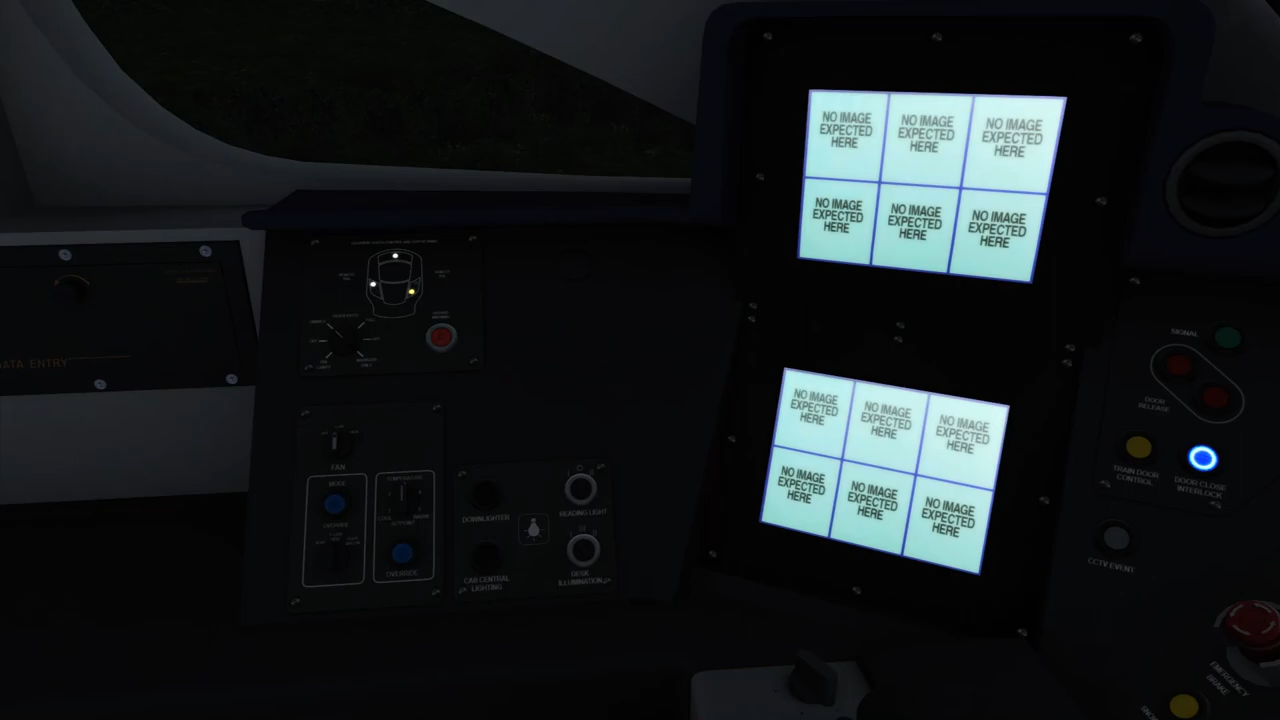 NO IMAGE
EXPECTED
HERE
NO IMAGE
EXPECTED
HERE
NO IMAGE
EXPECTED
HERE
NO IMAGE
EXPECTED
HERE
NO IMAGE
EXPECTED
HERE
NO IMAGE
EXPECTED
HERE
NO IMAGE
EXPECTED
HERE
NO IMAGE
EXPECTED
HERE
NO IMAGE
EXPECTED
HERE
NO IMAGE
EXPECTED
HERE
NO IMAGE
EXPECTED
HERE
NO IMAGE
EXPECTED
HERE
DATA ENTRY
FAN
MODE
OVERRIDE
TEMPERATURE
OVERRIDE
DOWNLIGHTER
READING LIGHT
CAB CENTRAL
LIGHTING
DESK
ILLUMINATION
SIGNAL
DOOR
RELEASE
TRAIN DOOR
CONTROL
DOOR CLOSE
INTERLOCK
CCTV EVENT
EMERGENCY
BRAKE